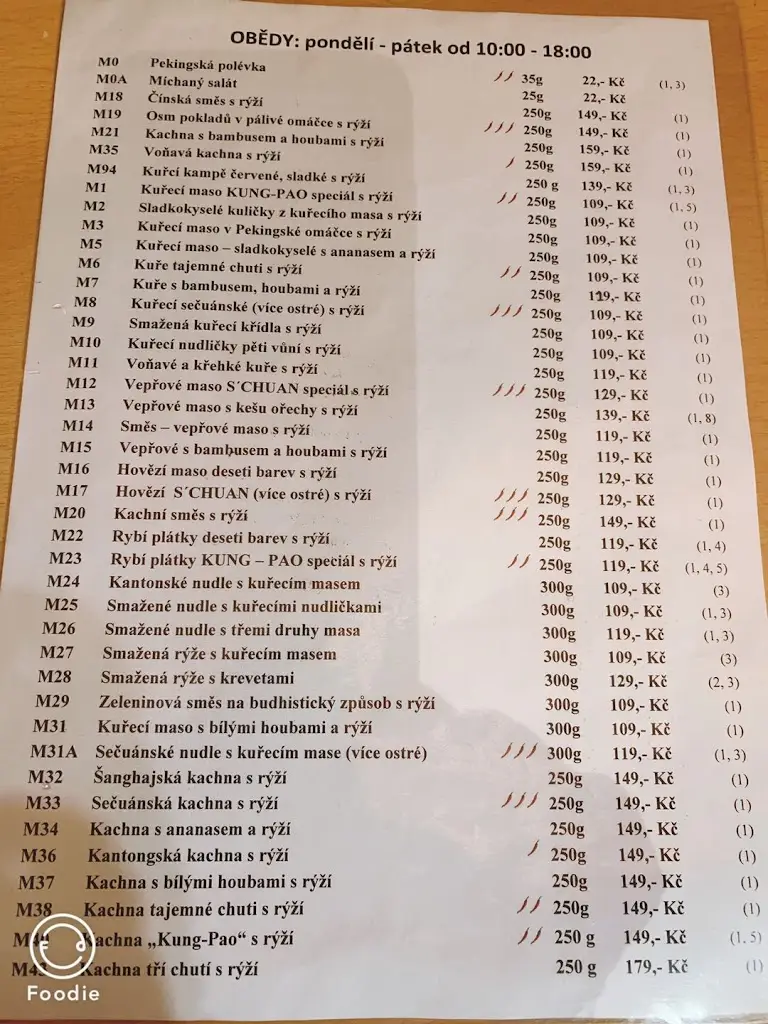 OBĚDY: pondělí - pátek od 10:00 - 18:00
M0 Pekingská polévka 35g 22,- Kč (1, 3)
M0A Míchaný salát 25g 22,- Kč
M18 Čínská směs s rýží 250g 149,- Kč (1)
M19 Osm pokladů v pálivé omáčce s rýží 250g 149,- Kč (1)
M21 Kachna s bambusem a houbami s rýží 250g 159,- Kč (1)
M35 Voňavá kachna s rýží 250g 159,- Kč (1)
M94 Kuřcí kampě červené, sladké s rýží 250 g 139,- Kč (1, 3)
M1 Kuřecí maso KUNG-PAO speciál s rýží 250g 109,- Kč (1, 5)
M2 Sladkokyselé kuličky z kuřecího masa s rýží 250g 109,- Kč (1)
M3 Kuřecí maso v Pekingské omáčce s rýží 250g 109,- Kč (1)
M5 Kuřecí maso – sladkokyselé s ananasem a rýží 250g 109,- Kč (1)
M6 Kuře tajemné chuti s rýží 250g 109,- Kč (1)
M7 Kuře s bambusem, houbami a rýží 250g 119,- Kč (1)
M8 Kuřecí sečuánské (více ostré) s rýží 250g 109,- Kč (1)
M9 Smažená kuřecí křídla s rýží 250g 109,- Kč (1)
M10 Kuřecí nudličky pěti vůní s rýží 250g 109,- Kč (1)
M11 Voňavé a křehké kuře s rýží 250g 119,- Kč (1)
M12 Vepřové maso S´CHUAN speciál s rýží 250g 129,- Kč (1)
M13 Vepřové maso s kešu ořechy s rýží 250g 139,- Kč (1, 8)
M14 Směs – vepřové maso s rýží 250g 119,- Kč (1)
M15 Vepřové s bambusem a houbami s rýží 250g 119,- Kč (1)
M16 Hovězí maso deseti barev s rýží 250g 129,- Kč (1)
M17 Hovězí S´CHUAN (více ostré) s rýží 250g 129,- Kč (1)
M20 Kachní směs s rýží 250g 149,- Kč (1)
M22 Rybí plátky deseti barev s rýží 250g 119,- Kč (1, 4)
M23 Rybí plátky KUNG – PAO speciál s rýží 250g 119,- Kč (1, 4, 5)
M24 Kantonské nudle s kuřecím masem 300g 109,- Kč (3)
M25 Smažené nudle s kuřecími nudličkami 300g 109,- Kč (1, 3)
M26 Smažené nudle s třemi druhy masa 300g 119,- Kč (1, 3)
M27 Smažená rýže s kuřecím masem 300g 109,- Kč (3)
M28 Smažená rýže s krevetami 300g 129,- Kč (2, 3)
M29 Zeleninová směs na budhistický způsob s rýží 300g 109,- Kč (1)
M31 Kuřecí maso s bílými houbami a rýží 300g 109,- Kč (1)
M31A Sečuánské nudle s kuřecím mase (více ostré) 300g 119,- Kč (1, 3)
M32 Šanghajská kachna s rýží 250g 149,- Kč (1)
M33 Sečuánská kachna s rýží 250g 149,- Kč (1)
M34 Kachna s ananasem a rýží 250g 149,- Kč (1)
M36 Kantongská kachna s rýží 250g 149,- Kč (1)
M37 Kachna s bílými houbami s rýží 250g 149,- Kč (1)
M38 Kachna tajemné chuti s rýží 250g 149,- Kč (1)
Kachna „Kung-Pao“ s rýží 250 g 149,- Kč (1, 5)
Kachna tří chutí s rýží 250 g 179,- Kč (1)
Foodie